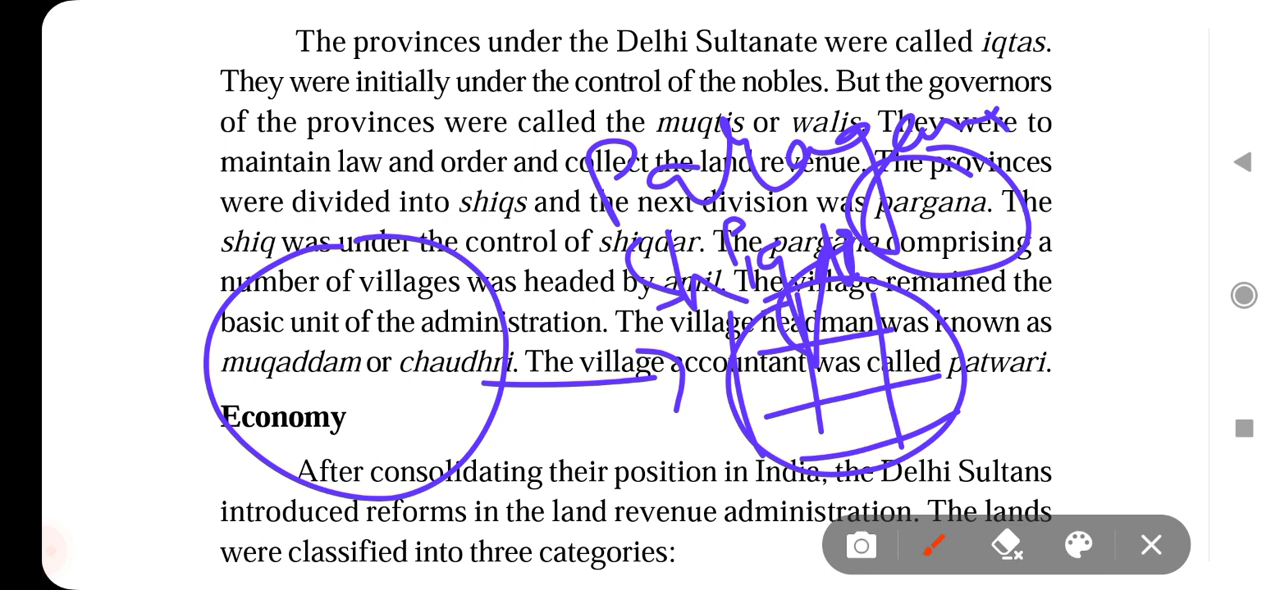 The provinces under the Delhi Sultanate were called iqtas.
They were initially under the control of the nobles. But the governors
of the provinces were called the muqtis or walis. They were to
maintain law and order and collect the land revenue. The provinces
were divided into shiqs and the next division was pargana. The
shiq was under the control of shiqdar. The pargana comprising a
number of villages was headed by amil. The village remained the
basic unit of the administration. The village headman was known as
muqaddam or chaudhri. The village accountant was called patwari.
Economy
After consolidating their position in India, the Delhi Sultans
introduced reforms in the land revenue administration. The lands
were classified into three categories: